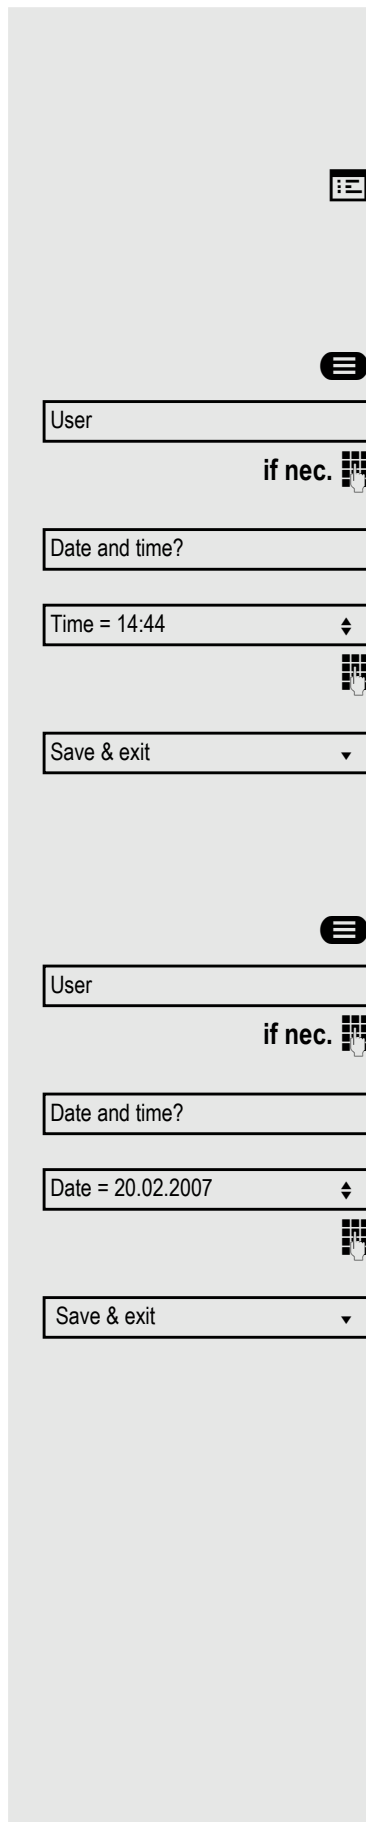 User
if nec.
Date and time?
Time = 14:44
Save & exit
User
if nec.
Date and time?
Date = 20.02.2007
Save & exit